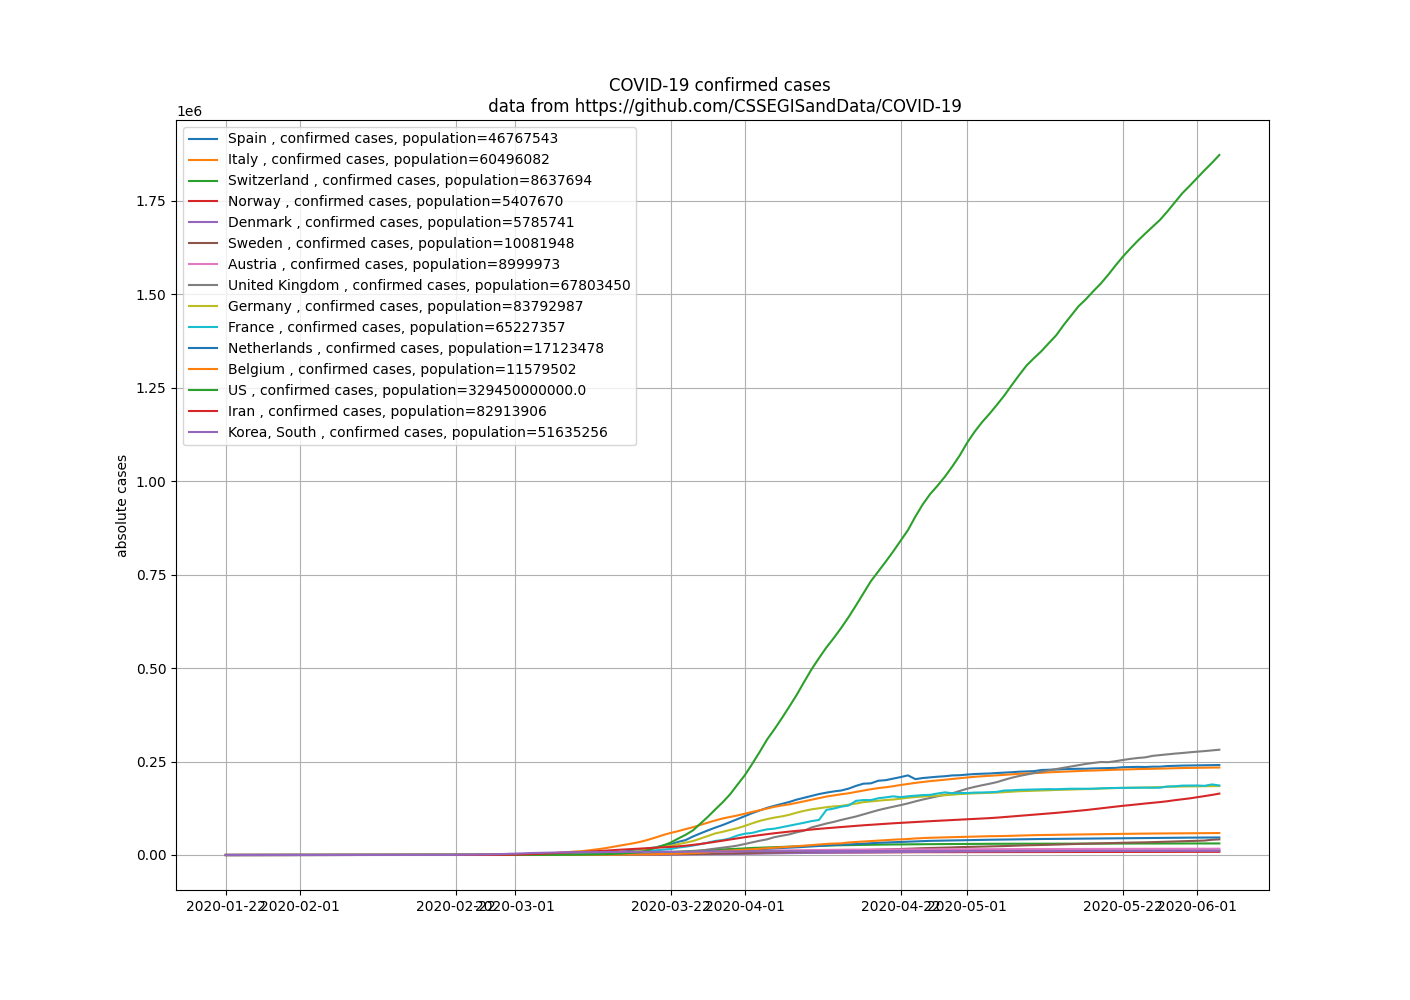 COVID-19 confirmed cases
data from https://github.com/CSSEGISandData/COVID-19
1e6
Spain , confirmed cases, population=46767543
Italy , confirmed cases, population=60496082
Switzerland , confirmed cases, population=8637694
Norway , confirmed cases, population=5407670
Denmark , confirmed cases, population=5785741
Sweden , confirmed cases, population=10081948
Austria , confirmed cases, population=8999973
United Kingdom , confirmed cases, population=67803450
Germany , confirmed cases, population=83792987
France , confirmed cases, population=65227357
Netherlands , confirmed cases, population=17123478
Belgium , confirmed cases, population=11579502
US , confirmed cases, population=329450000000.0
Iran , confirmed cases, population=82913906
Korea, South , confirmed cases, population=51635256
absolute cases
1.75
1.50
1.25
1.00
0.75
0.50
0.25
0.00
2020-01-22 2020-02-01 2020-02-22 2020-03-01 2020-03-22 2020-04-01 2020-04-22 2020-05-01 2020-05-22 2020-06-01